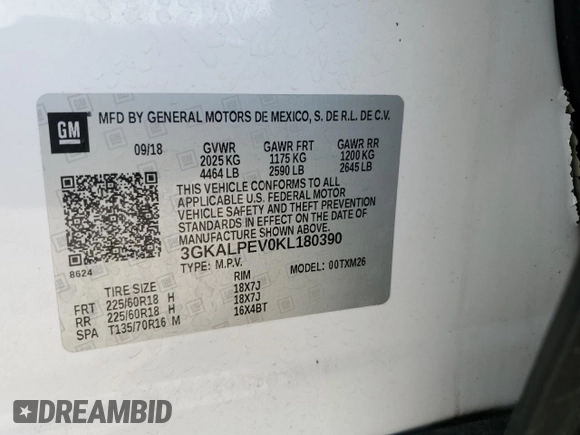 GM
MFD BY GENERAL MOTORS DE MEXICO, S. DE R.L. DE C.V.
09/18 GVWR GAWR FRT GAWR RR
2025 KG 1175 KG 1200 KG
4464 LB 2590 LB 2645 LB
THIS VEHICLE CONFORMS TO ALL
APPLICABLE U.S. FEDERAL MOTOR
VEHICLE SAFETY AND THEFT PREVENTION
STANDARDS IN EFFECT ON THE DATE OF
MANUFACTURE SHOWN ABOVE.
3GKALPEV0KL180390
8624
TYPE: M.P.V. MODEL: 00TXM26
TIRE SIZE RIM
FRT 225/60R18 H 18X7J
RR 225/60R18 H 18X7J
SPA T135/70R16 M 16X4BT
DREAMBID